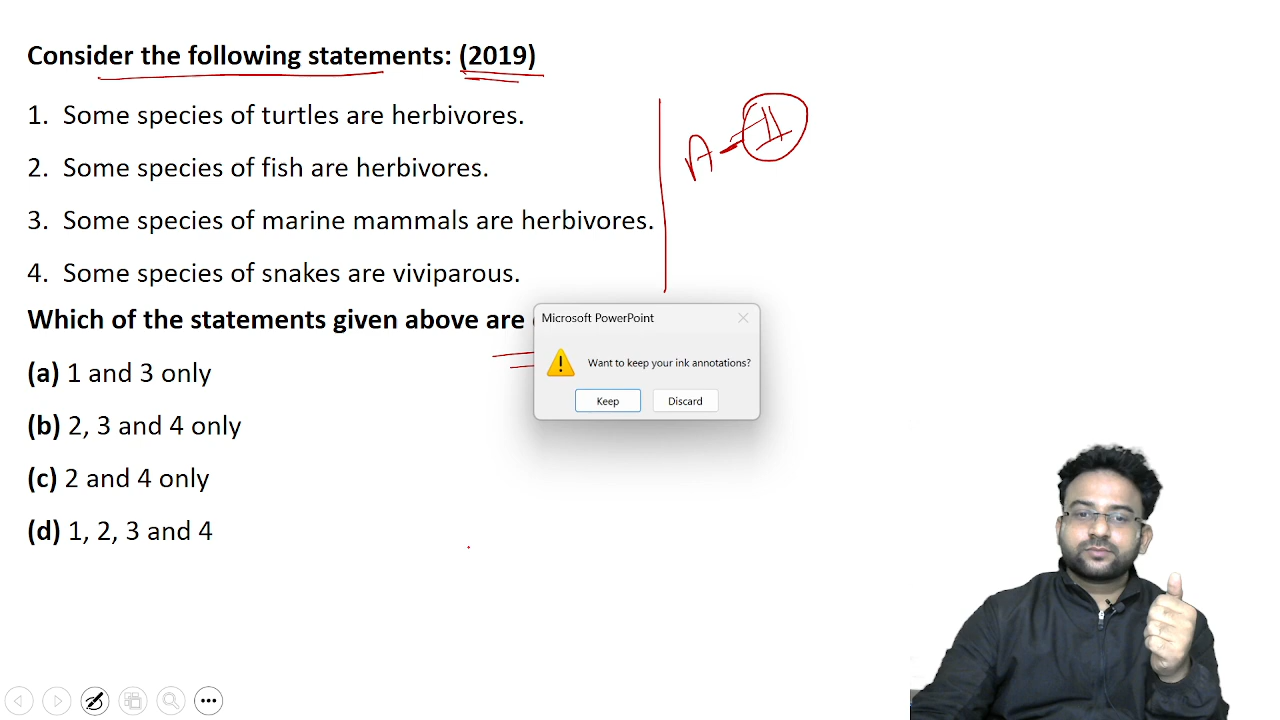 Consider the following statements: (2019)
1. Some species of turtles are herbivores.
2. Some species of fish are herbivores.
3. Some species of marine mammals are herbivores.
4. Some species of snakes are viviparous.
Which of the statements given above are
Microsoft PowerPoint
Want to keep your ink annotations?
Keep Discard
(a) 1 and 3 only
(b) 2, 3 and 4 only
(c) 2 and 4 only
(d) 1, 2, 3 and 4